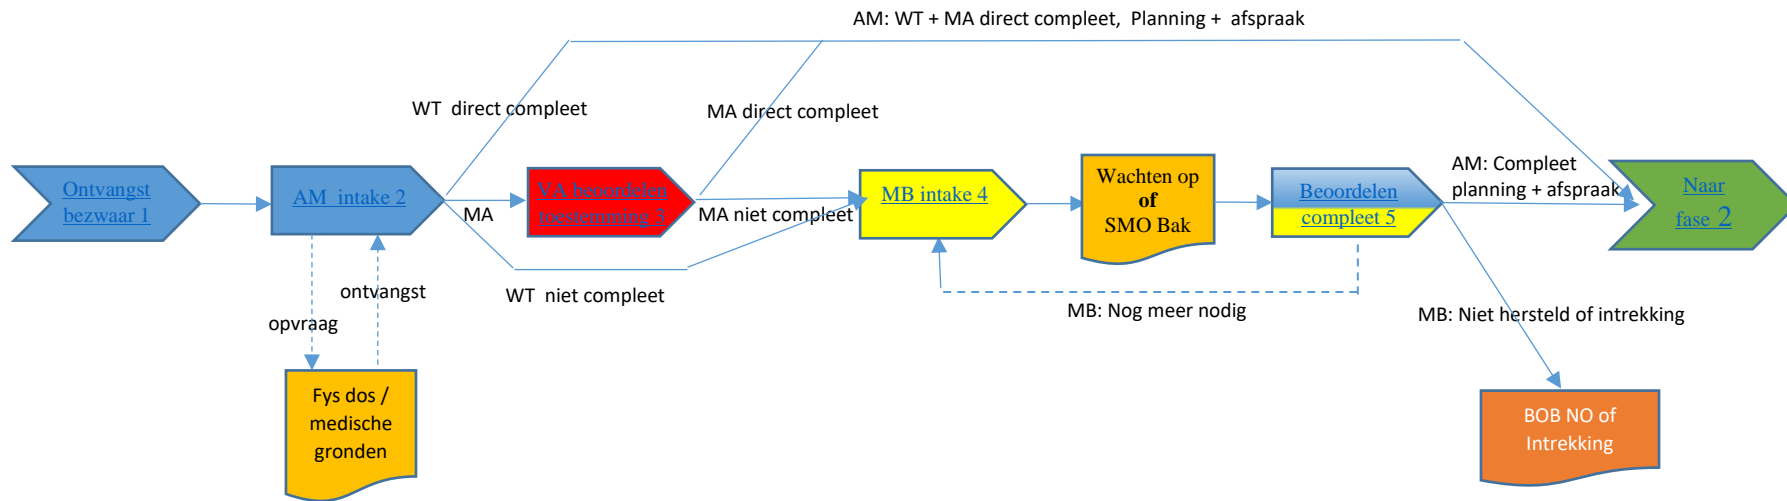 AM: WT + MA direct compleet, Planning + afspraak
WT direct compleet
MA direct compleet
Ontvangst
bezwaar 1
AM intake 2
MA
VA beoordelen
toestemming 3
MA niet compleet
MB intake 4
Wachten op
of
SMO Bak
Beoordelen
compleet 5
AM: Compleet
planning + afspraak
Naar
fase 2
WT niet compleet
ontvangst
opvraag
MB: Nog meer nodig
MB: Niet hersteld of intrekking
Fys dos /
medische
gronden
BOB NO of
Intrekking